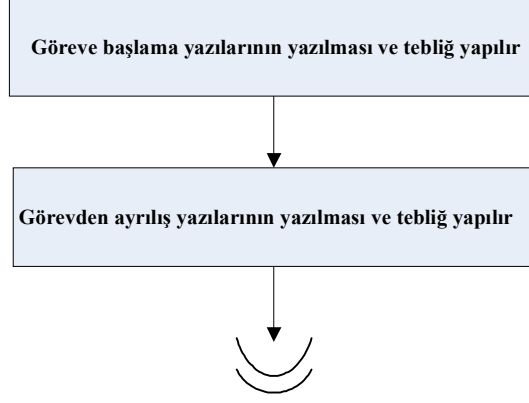 Göreve başlama yazılarının yazılması ve tebliğ yapılır
Görevden ayrılış yazılarının yazılması ve tebliğ yapılır